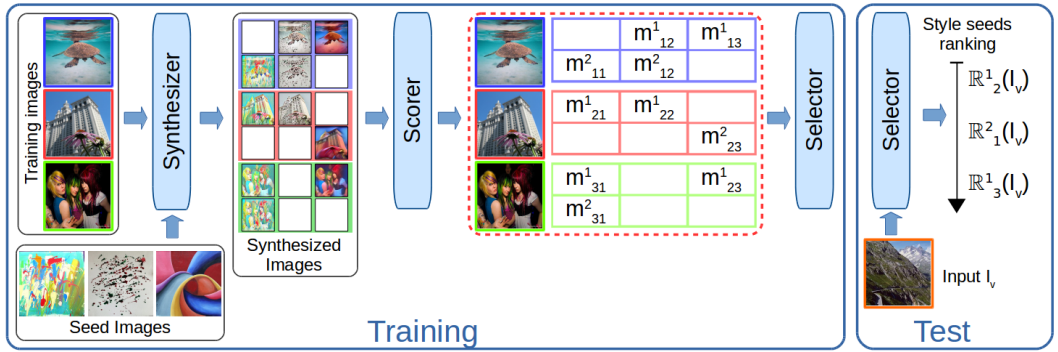 Training images
Synthesizer
Seed Images
Synthesized
Images
Scorer
m¹₁₂ m¹₁₃
m²₁₁ m²₁₂
m¹₂₁ m¹₂₂
m²₂₃
m¹₃₁ m¹₂₃
m²₃₁
Selector
Training
Selector
Style seeds
ranking
ℝ¹₂(Iᵥ)
ℝ²₁(Iᵥ)
ℝ¹₃(Iᵥ)
Input Iᵥ
Test